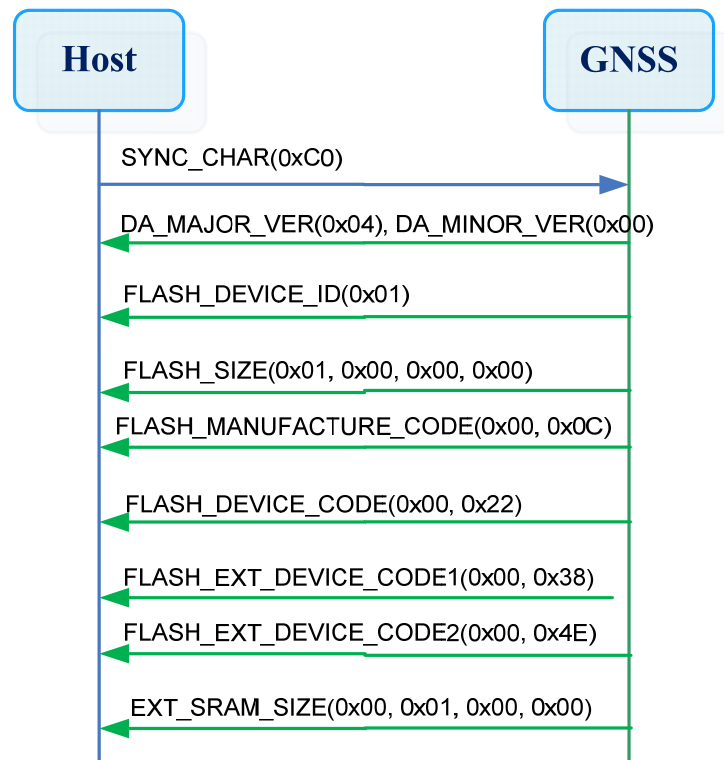 Host
GNSS
SYNC_CHAR(0xC0)
DA_MAJOR_VER(0x04), DA_MINOR_VER(0x00)
FLASH_DEVICE_ID(0x01)
FLASH_SIZE(0x01, 0x00, 0x00, 0x00)
FLASH_MANUFACTURE_CODE(0x00, 0x0C)
FLASH_DEVICE_CODE(0x00, 0x22)
FLASH_EXT_DEVICE_CODE1(0x00, 0x38)
FLASH_EXT_DEVICE_CODE2(0x00, 0x4E)
EXT_SRAM_SIZE(0x00, 0x01, 0x00, 0x00)